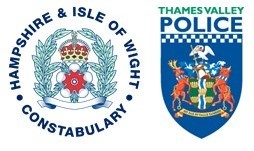 HAMPSHIRE & ISLE OF WIGHT
• CONSTABULARY •
THAMES VALLEY
POLICE